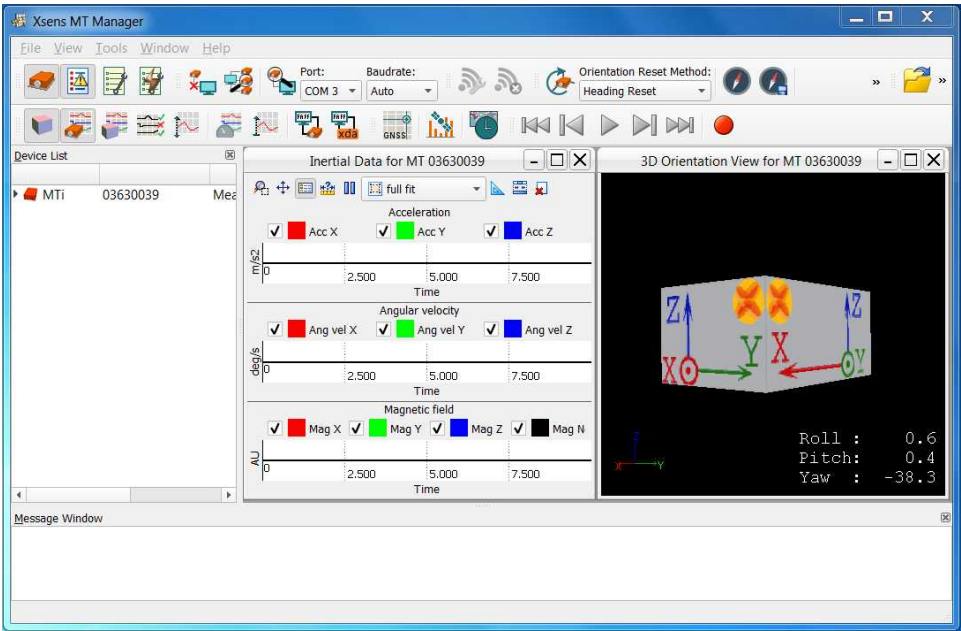 Xsens MT Manager
File View Tools Window Help
Port: Baudrate: Orientation Reset Method:
COM 3 Auto Heading Reset » »
xda GNSS
Device List
MTi 03630039 Mea
Inertial Data for MT 03630039
full fit
Acceleration
Acc X Acc Y Acc Z
m/s2
0 2.500 5.000 7.500
Time
Angular velocity
Ang vel X Ang vel Y Ang vel Z
deg/s
0 2.500 5.000 7.500
Time
Magnetic field
Mag X Mag Y Mag Z Mag N
AU
0 2.500 5.000 7.500
Time
3D Orientation View for MT 03630039
Z Z
X Y X Y
Z
X Y
Roll : 0.6
Pitch: 0.4
Yaw : -38.3
Message Window